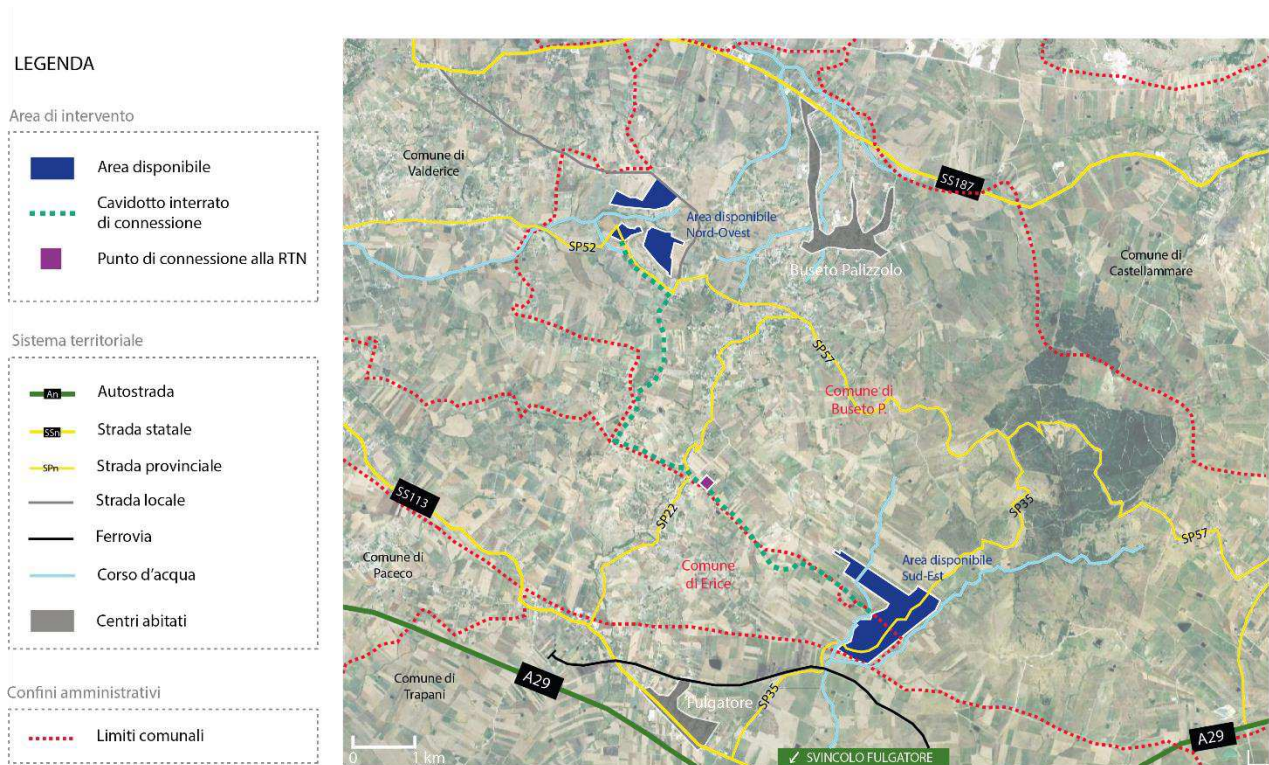 LEGENDA
Area di intervento
Area disponibile
Cavidotto interrato
di connessione
Punto di connessione alla RTN
Sistema territoriale
An
Autostrada
SSn
Strada statale
SPn
Strada provinciale
Strada locale
Ferrovia
Corso d'acqua
Centri abitati
Confini amministrativi
Limiti comunali
Comune di
Valderice
SS187
Area disponibile
Nord-Ovest
SP52
Buseto Palizzolo
Comune di
Castellammare
SP57
Comune di
Buseto P.
SS113
SP22
SP35
SP57
Comune di
Paceco
Comune
di Erice
Area disponibile
Sud-Est
Comune di
Trapani
A29
Fulgatore
SP35
A29
0 1 km
↙ SVINCOLO FULGATORE